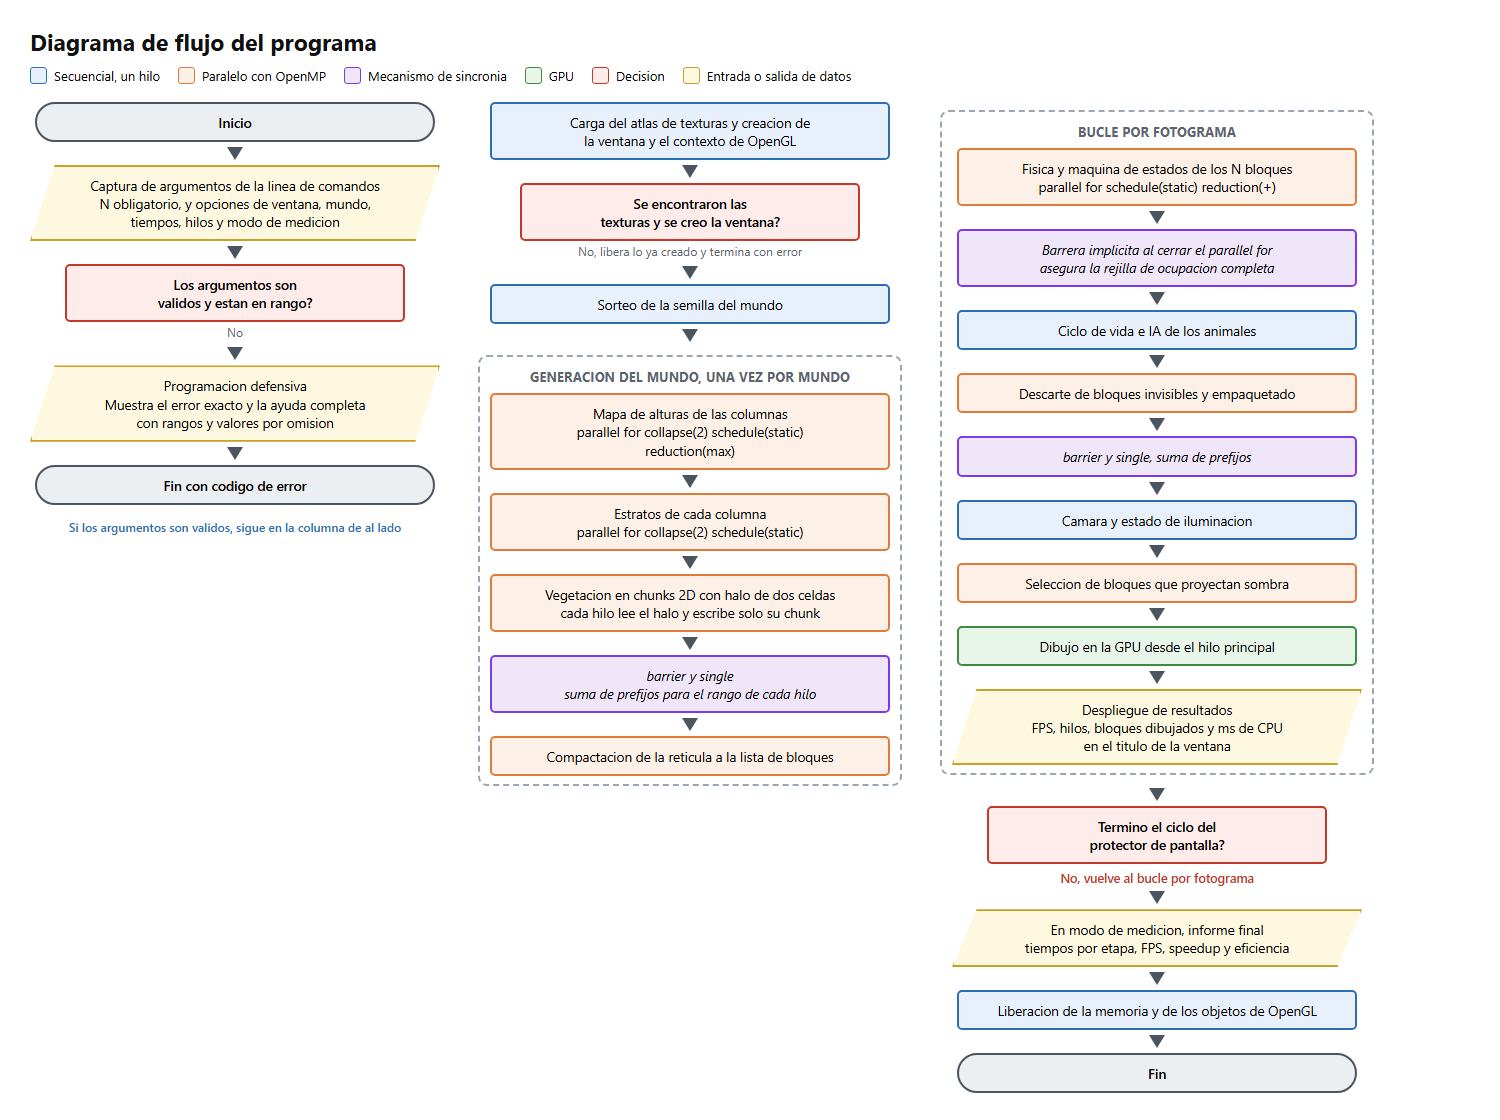 Diagrama de flujo del programa
Secuencial, un hilo
Paralelo con OpenMP
Mecanismo de sincronia
GPU
Decision
Entrada o salida de datos
Inicio
Captura de argumentos de la linea de comandos
N obligatorio, y opciones de ventana, mundo,
tiempos, hilos y modo de medicion
Los argumentos son
validos y estan en rango?
No
Programacion defensiva
Muestra el error exacto y la ayuda completa
con rangos y valores por omision
Fin con codigo de error
Si los argumentos son validos, sigue en la columna de al lado
Carga del atlas de texturas y creacion de
la ventana y el contexto de OpenGL
Se encontraron las
texturas y se creo la ventana?
No, libera lo ya creado y termina con error
Sorteo de la semilla del mundo
GENERACION DEL MUNDO, UNA VEZ POR MUNDO
Mapa de alturas de las columnas
parallel for collapse(2) schedule(static)
reduction(max)
Estratos de cada columna
parallel for collapse(2) schedule(static)
Vegetacion en chunks 2D con halo de dos celdas
cada hilo lee el halo y escribe solo su chunk
barrier y single
suma de prefijos para el rango de cada hilo
Compactacion de la reticula a la lista de bloques
BUCLE POR FOTOGRAMA
Fisica y maquina de estados de los N bloques
parallel for schedule(static) reduction(+)
Barrera implicita al cerrar el parallel for
asegura la rejilla de ocupacion completa
Ciclo de vida e IA de los animales
Descarte de bloques invisibles y empaquetado
barrier y single, suma de prefijos
Camara y estado de iluminacion
Seleccion de bloques que proyectan sombra
Dibujo en la GPU desde el hilo principal
Despliegue de resultados
FPS, hilos, bloques dibujados y ms de CPU
en el titulo de la ventana
Termino el ciclo del
protector de pantalla?
No, vuelve al bucle por fotograma
En modo de medicion, informe final
tiempos por etapa, FPS, speedup y eficiencia
Liberacion de la memoria y de los objetos de OpenGL
Fin